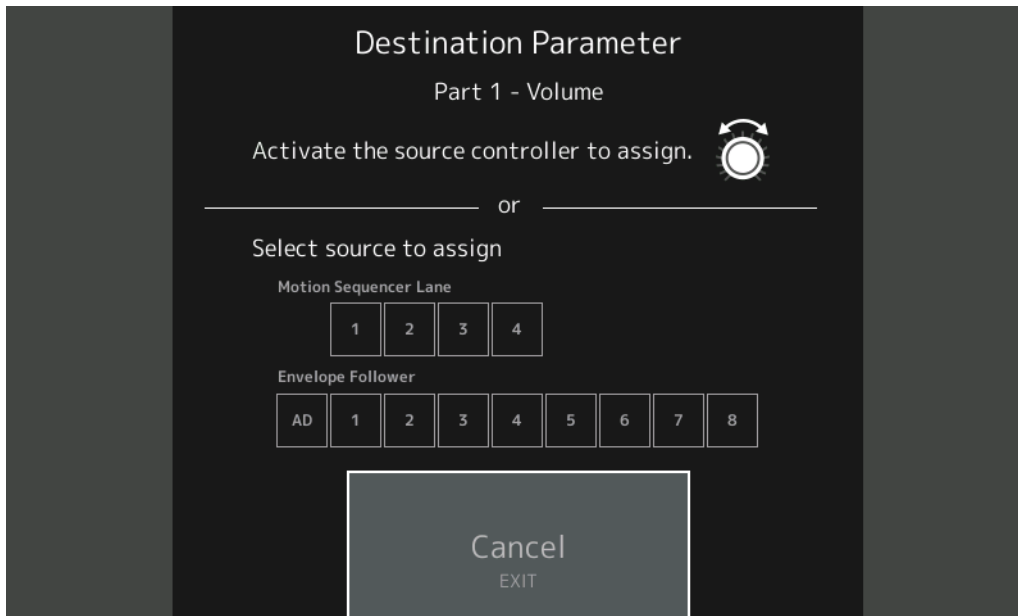 Destination Parameter
Part 1 - Volume
Activate the source controller to assign.
or
Select source to assign
Motion Sequencer Lane
1 2 3 4
Envelope Follower
AD 1 2 3 4 5 6 7 8
Cancel
EXIT